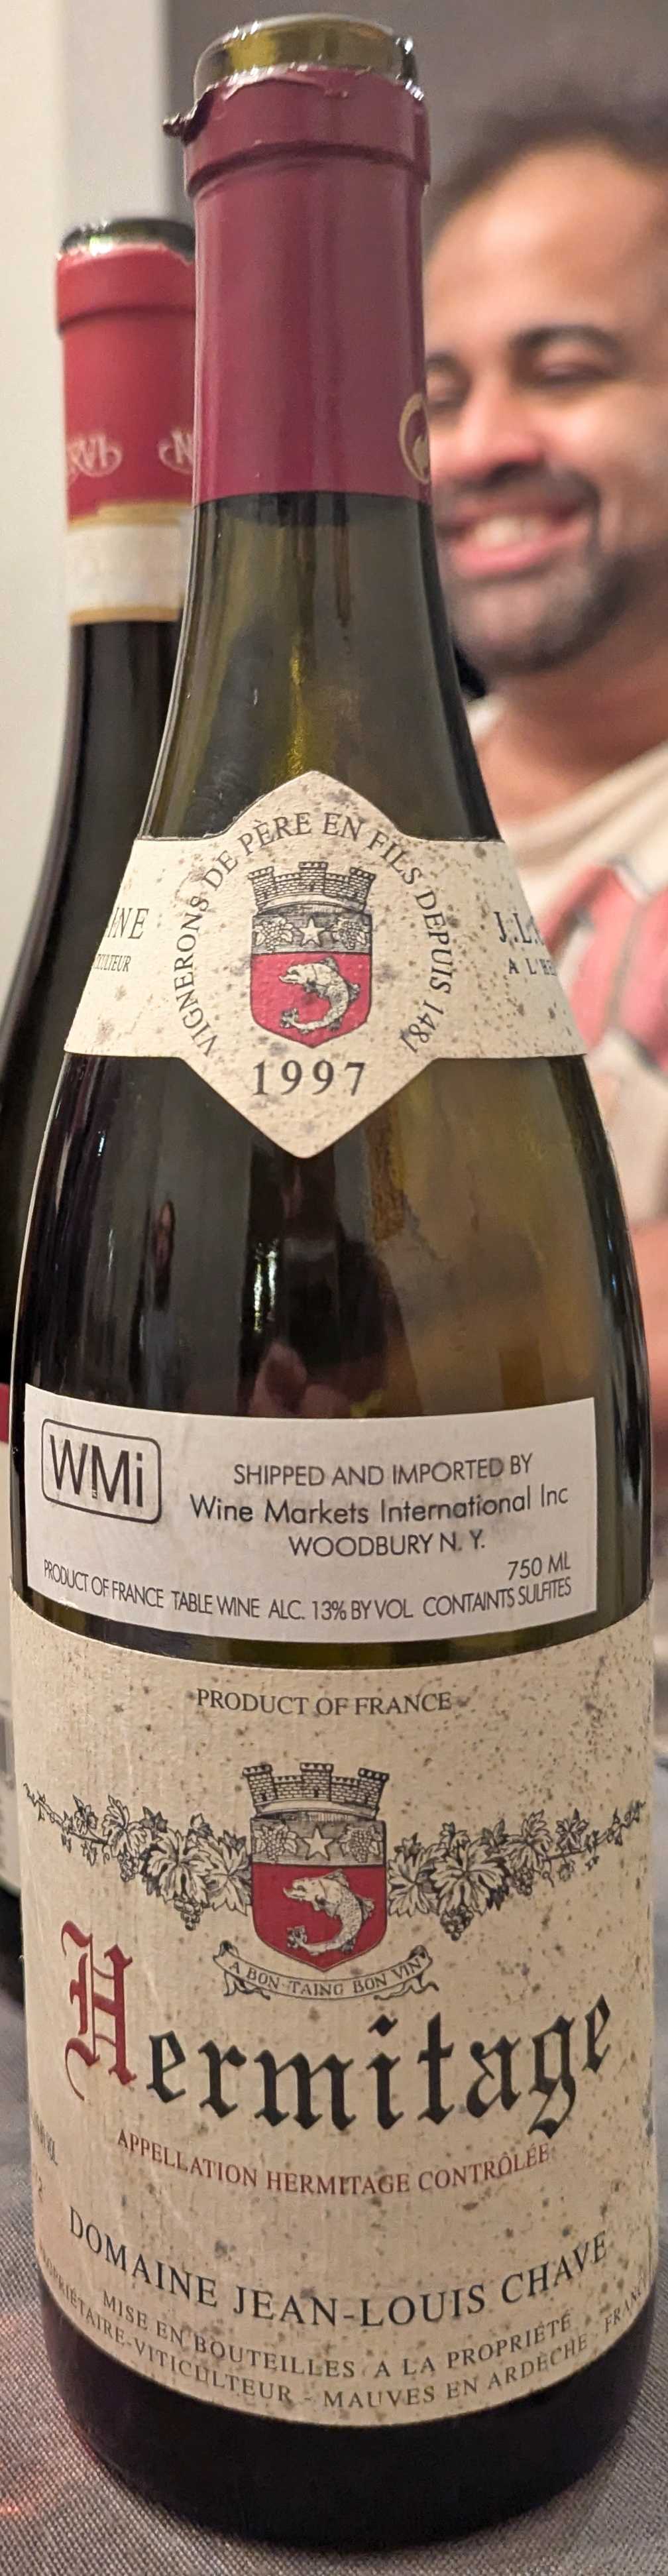 VIGNERONS DE PÈRE EN FILS DEPUIS 1481
J.L.
1997
WMi
SHIPPED AND IMPORTED BY
Wine Markets International Inc
WOODBURY N. Y.
750 ML
PRODUCT OF FRANCE TABLE WINE ALC. 13% BY VOL CONTAINTS SULFITES
PRODUCT OF FRANCE
A BON TAING BON VIN
Hermitage
APPELLATION HERMITAGE CONTRÔLÉE
DOMAINE JEAN-LOUIS CHAVE
MISE EN BOUTEILLES A LA PROPRIÉTÉ
PROPRIÉTAIRE-VITICULTEUR - MAUVES EN ARDÈCHE FRANCE